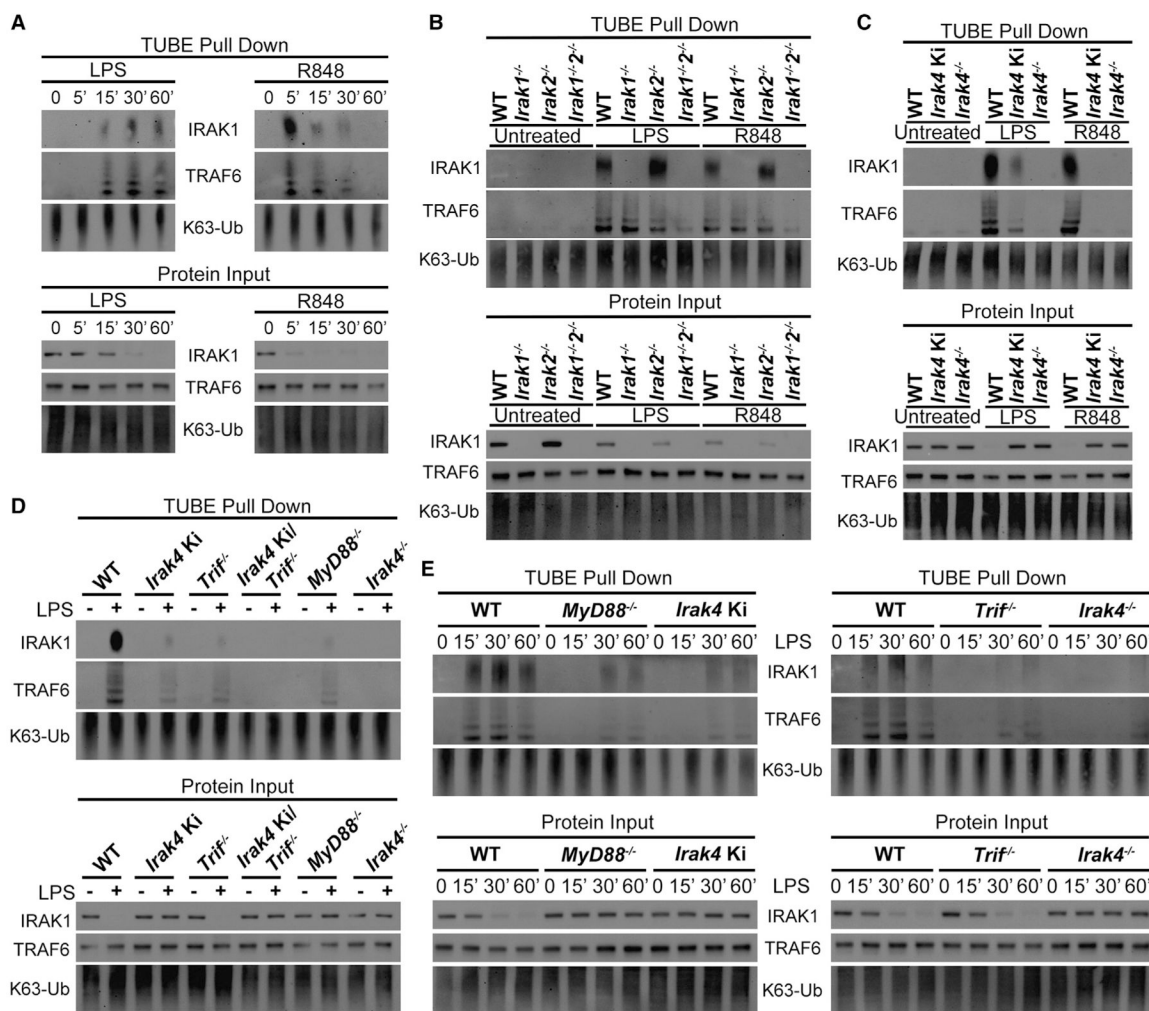 A
TUBE Pull Down
LPS R848
0 5' 15' 30' 60' 0 5' 15' 30' 60'
IRAK1
TRAF6
K63-Ub
Protein Input
LPS R848
0 5' 15' 30' 60' 0 5' 15' 30' 60'
IRAK1
TRAF6
K63-Ub
B
TUBE Pull Down
WT Irak1-/- Irak2-/- Irak1-/-2-/- WT Irak1-/- Irak2-/- Irak1-/-2-/- WT Irak1-/- Irak2-/- Irak1-/-2-/-
Untreated LPS R848
IRAK1
TRAF6
K63-Ub
Protein Input
WT Irak1-/- Irak2-/- Irak1-/-2-/- WT Irak1-/- Irak2-/- Irak1-/-2-/- WT Irak1-/- Irak2-/- Irak1-/-2-/-
Untreated LPS R848
IRAK1
TRAF6
K63-Ub
C
TUBE Pull Down
WT Irak4 Ki Irak4-/- WT Irak4 Ki Irak4-/- WT Irak4 Ki Irak4-/-
Untreated LPS R848
IRAK1
TRAF6
K63-Ub
Protein Input
WT Irak4 Ki Irak4-/- WT Irak4 Ki Irak4-/- WT Irak4 Ki Irak4-/-
Untreated LPS R848
IRAK1
TRAF6
K63-Ub
D
TUBE Pull Down
WT Irak4 Ki Trif-/- Irak4 Ki/ Trif-/- MyD88-/- Irak4-/-
LPS - + - + - + - + - + - +
IRAK1
TRAF6
K63-Ub
Protein Input
WT Irak4 Ki Trif-/- Irak4 Ki/ Trif-/- MyD88-/- Irak4-/-
LPS - + - + - + - + - + - +
IRAK1
TRAF6
K63-Ub
E
TUBE Pull Down TUBE Pull Down
WT MyD88-/- Irak4 Ki WT Trif-/- Irak4-/-
0 15' 30' 60' 0 15' 30' 60' 0 15' 30' 60' LPS 0 15' 30' 60' 0 15' 30' 60' 0 15' 30' 60'
IRAK1
TRAF6
K63-Ub
Protein Input Protein Input
WT MyD88-/- Irak4 Ki WT Trif-/- Irak4-/-
0 15' 30' 60' 0 15' 30' 60' 0 15' 30' 60' LPS 0 15' 30' 60' 0 15' 30' 60' 0 15' 30' 60'
IRAK1
TRAF6
K63-Ub